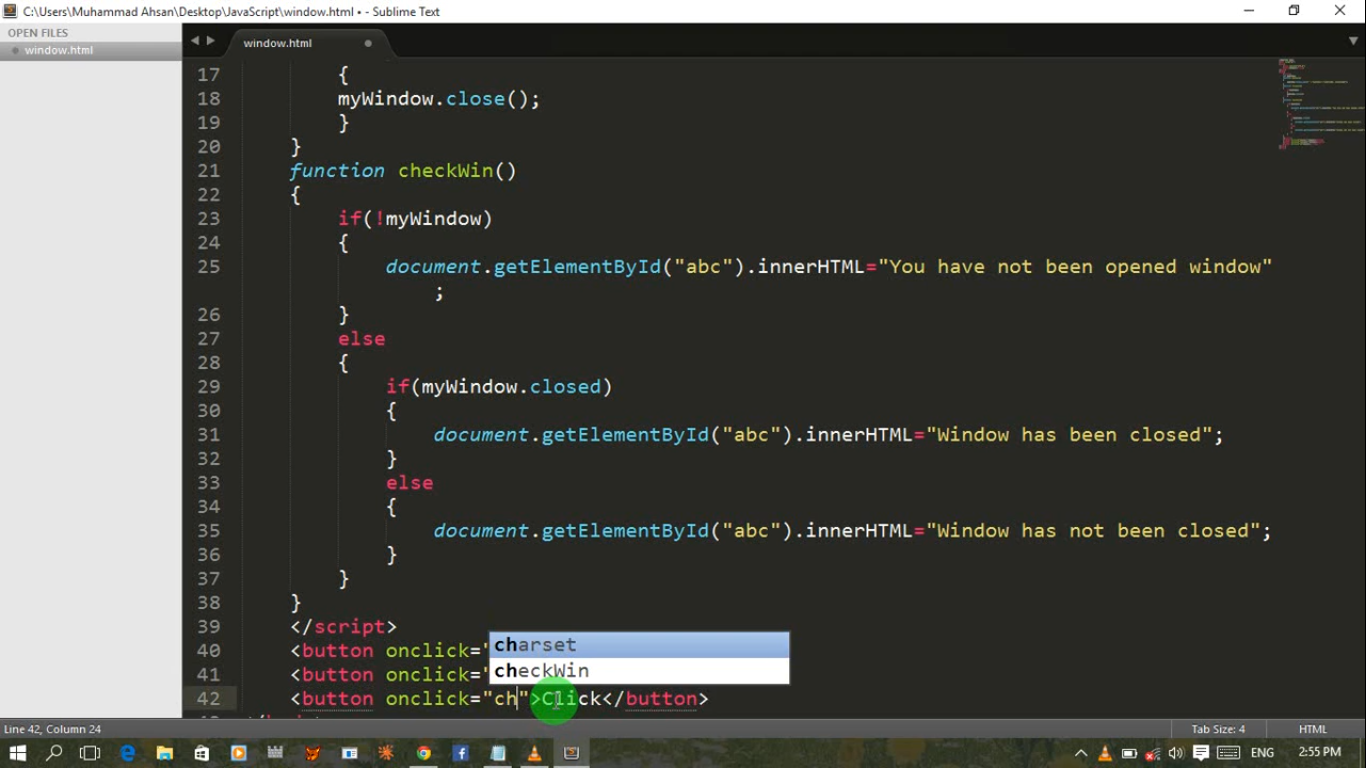 C:\Users\Muhammad Ahsan\Desktop\JavaScript\window.html • - Sublime Text
OPEN FILES
window.html
window.html
17 {
18 myWindow.close();
19 }
20 }
21 function checkWin()
22 {
23 if(!myWindow)
24 {
25 document.getElementById("abc").innerHTML="You have not been opened window"
;
26 }
27 else
28 {
29 if(myWindow.closed)
30 {
31 document.getElementById("abc").innerHTML="Window has been closed";
32 }
33 else
34 {
35 document.getElementById("abc").innerHTML="Window has not been closed";
36 }
37 }
38 }
39 </script>
40 <button onclick="
41 <button onclick="
42 <button onclick="ch">Click</button>
charset
checkWin
Line 42, Column 24
Tab Size: 4
HTML
ENG
2:55 PM